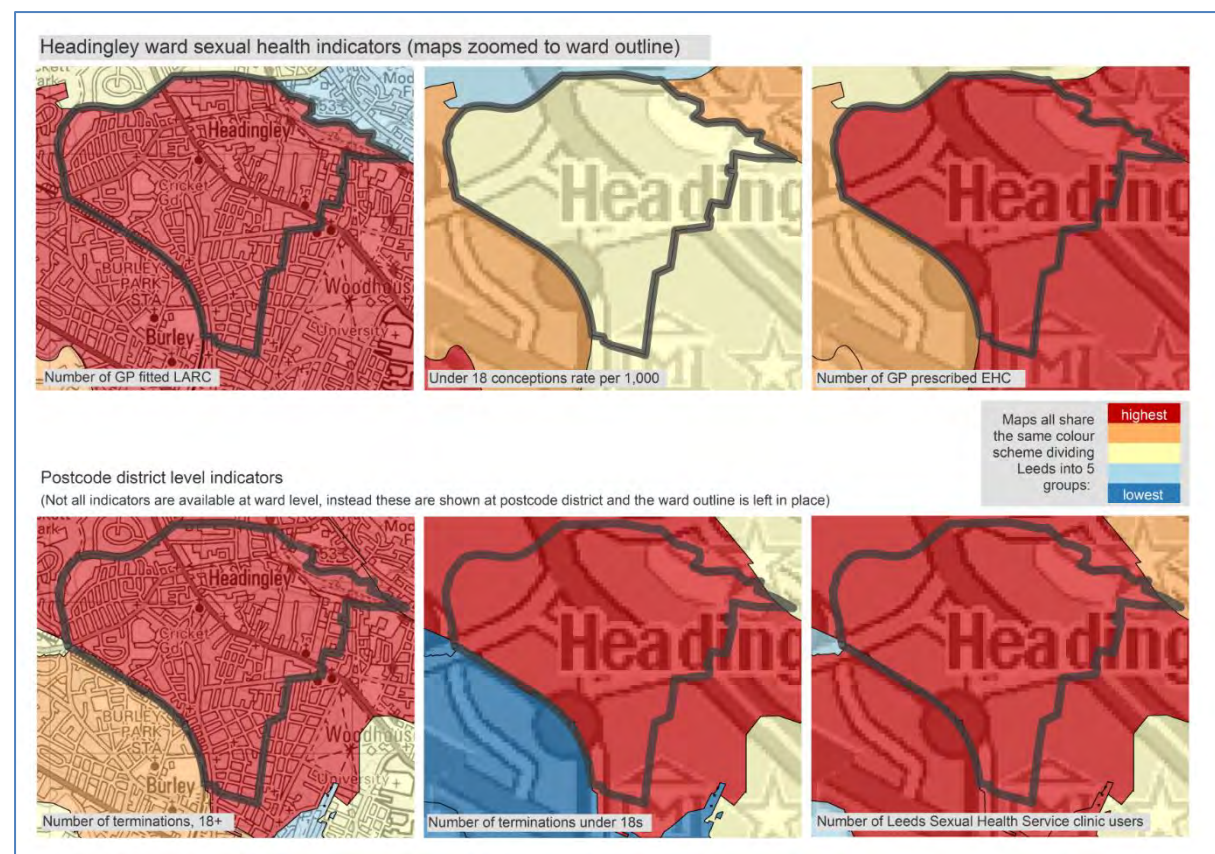 Headingley ward sexual health indicators (maps zoomed to ward outline)
Headingley
Cricket
BURLEY
PARK
STA
Burley
Woodhous
University
Number of GP fitted LARC
Heading
Under 18 conceptions rate per 1,000
Heading
Number of GP prescribed EHC
Maps all share
the same colour
scheme dividing
Leeds into 5
groups:
highest
lowest
Postcode district level indicators
(Not all indicators are available at ward level, instead these are shown at postcode district and the ward outline is left in place)
Headingley
Cricket
BURLEY
PARK
STA
Burley
Woodhous
University
Number of terminations, 18+
Heading
Number of terminations under 18s
Heading
Number of Leeds Sexual Health Service clinic users